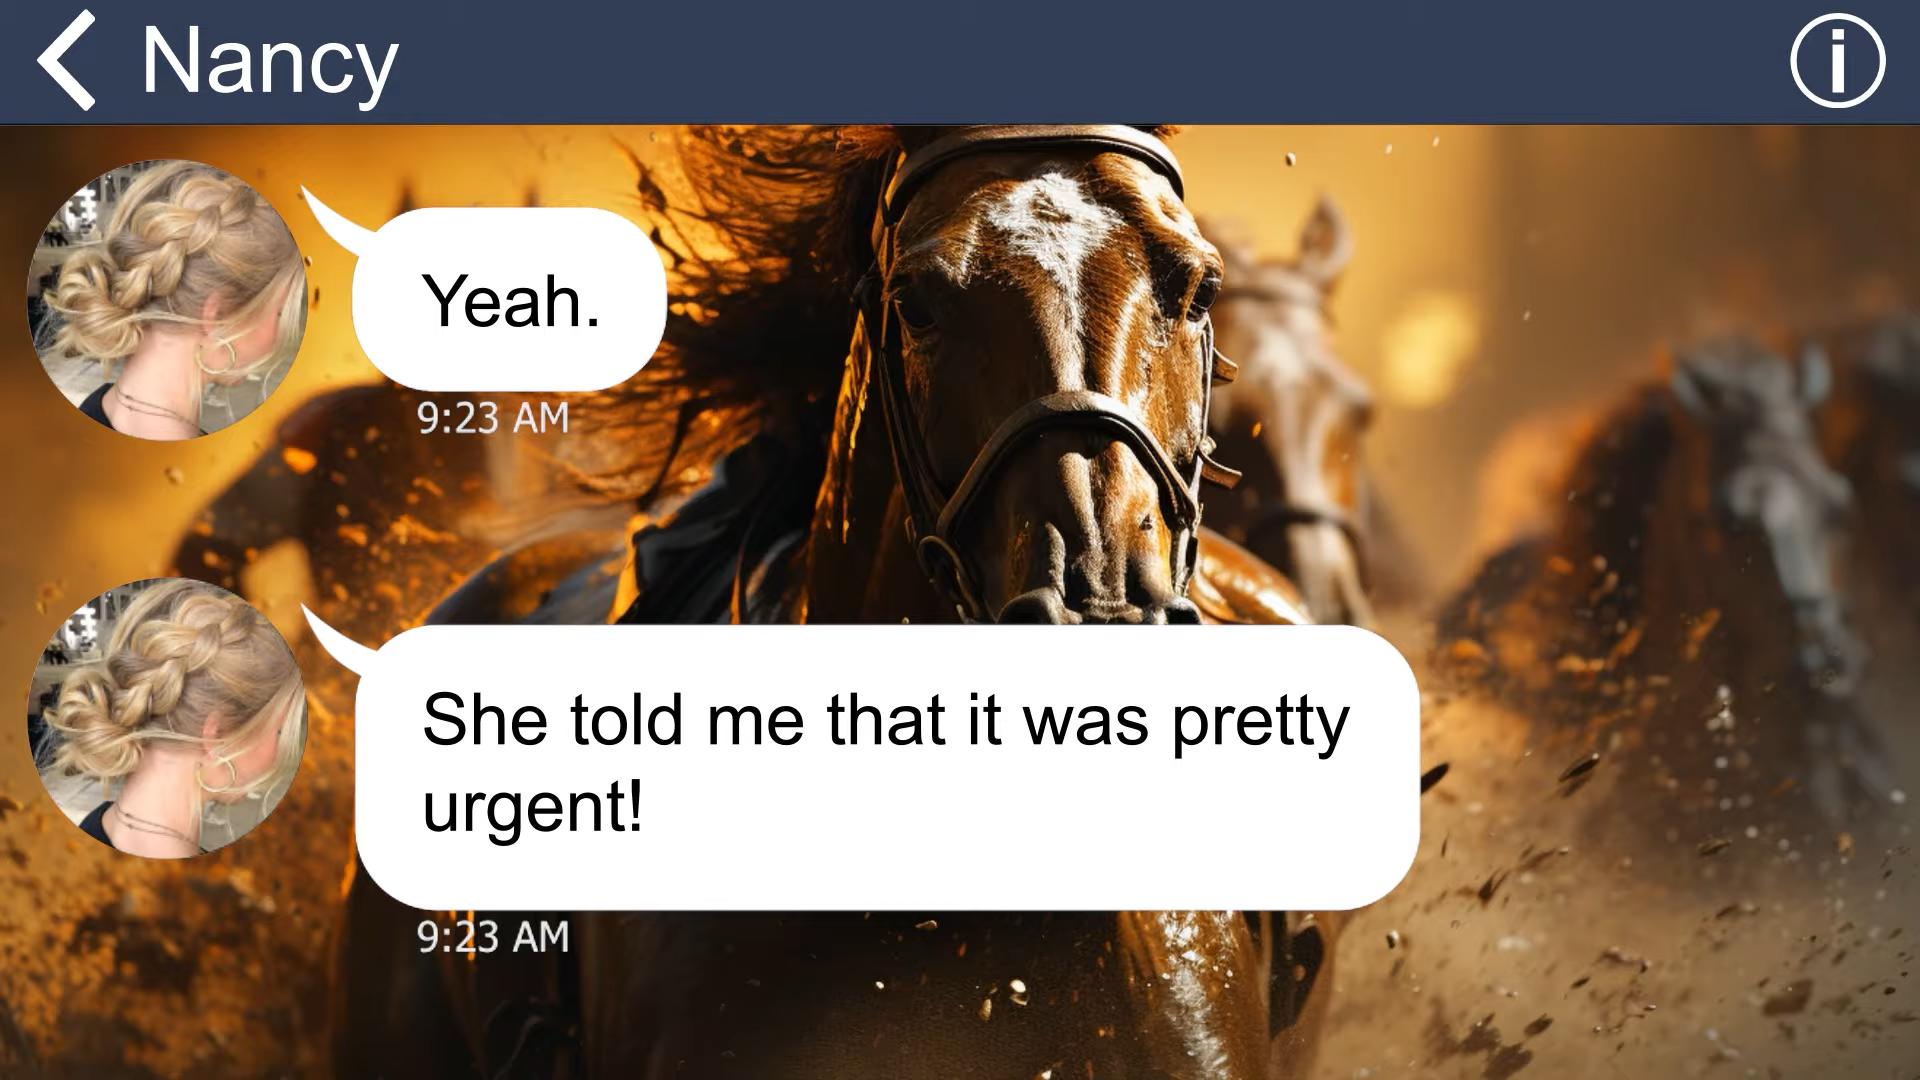 Nancy
Yeah.
9:23 AM
She told me that it was pretty
urgent!
9:23 AM